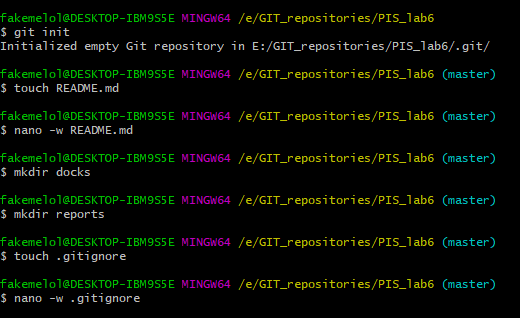 fakemelol@DESKTOP-IBM9S5E MINGW64 /e/GIT_repositories/PIS_lab6
$ git init
Initialized empty Git repository in E:/GIT_repositories/PIS_lab6/.git/
fakemelol@DESKTOP-IBM9S5E MINGW64 /e/GIT_repositories/PIS_lab6 (master)
$ touch README.md
fakemelol@DESKTOP-IBM9S5E MINGW64 /e/GIT_repositories/PIS_lab6 (master)
$ nano -w README.md
fakemelol@DESKTOP-IBM9S5E MINGW64 /e/GIT_repositories/PIS_lab6 (master)
$ mkdir docks
fakemelol@DESKTOP-IBM9S5E MINGW64 /e/GIT_repositories/PIS_lab6 (master)
$ mkdir reports
fakemelol@DESKTOP-IBM9S5E MINGW64 /e/GIT_repositories/PIS_lab6 (master)
$ touch .gitignore
fakemelol@DESKTOP-IBM9S5E MINGW64 /e/GIT_repositories/PIS_lab6 (master)
$ nano -w .gitignore